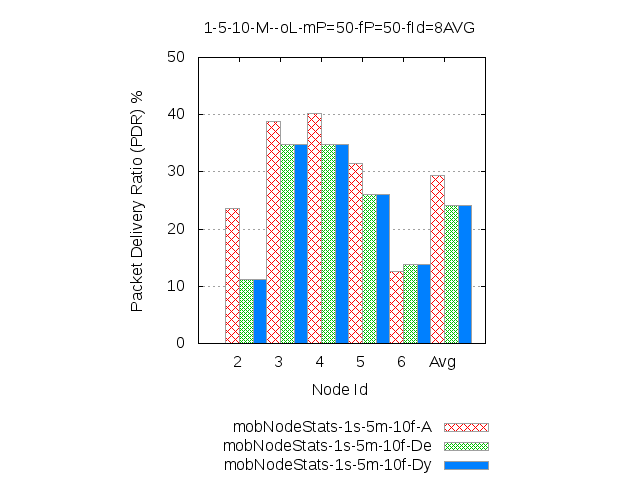 1-5-10-M--oL-mP=50-fP=50-fId=8AVG
Packet Delivery Ratio (PDR) %
50
40
30
20
10
0
2 3 4 5 6 Avg
Node Id
mobNodeStats-1s-5m-10f-A
mobNodeStats-1s-5m-10f-De
mobNodeStats-1s-5m-10f-Dy